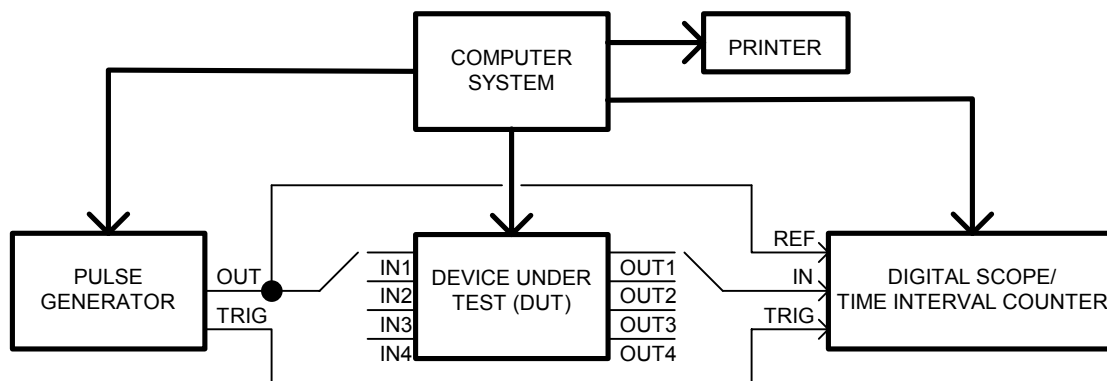 COMPUTER
SYSTEM
PRINTER
PULSE
GENERATOR
OUT
TRIG
IN1
IN2
IN3
IN4
DEVICE UNDER
TEST (DUT)
OUT1
OUT2
OUT3
OUT4
REF
IN
TRIG
DIGITAL SCOPE/
TIME INTERVAL COUNTER